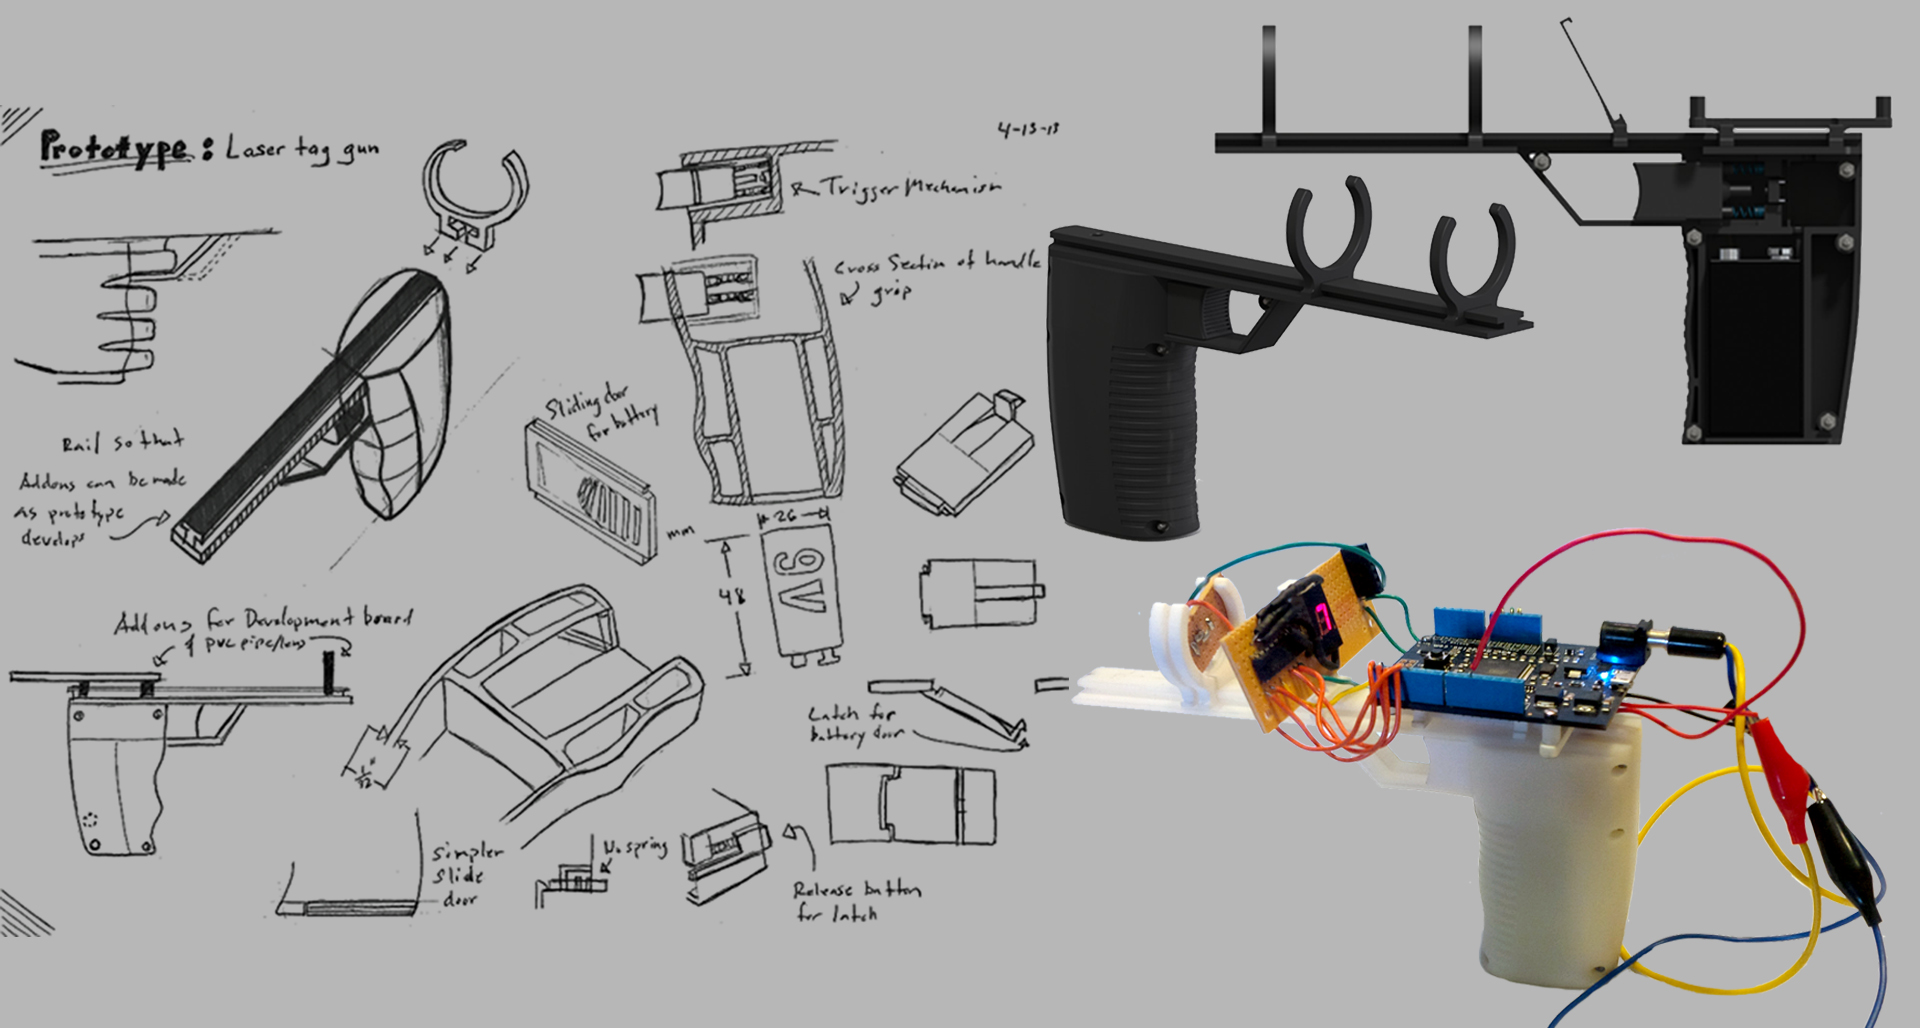 Prototype: Laser tag gun
4-13-13
Trigger Mechanism
Cross Section of handle
grip
Sliding door
for battery
Rail so that
Addons can be made
as prototype
develops
mm
26
48
9V
Addons for Development board
& pvc pipe/lens
1/32"
Latch for
battery door
simpler
slide
door
No spring
Release button
for latch